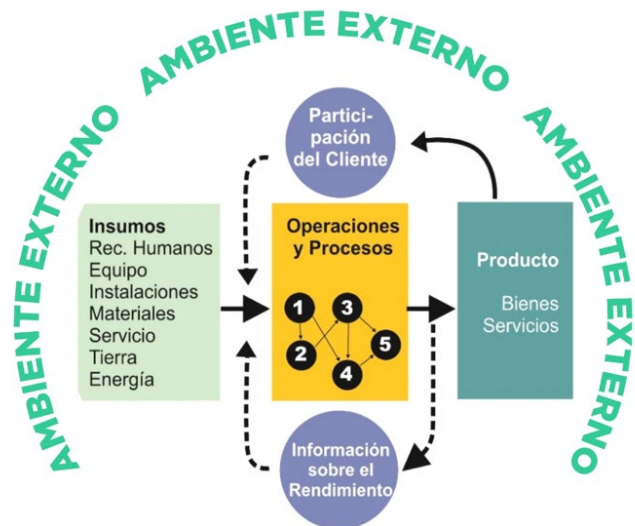 AMBIENTE EXTERNO
AMBIENTE EXTERNO
AMBIENTE EXTERNO
Partici-
pación
del Cliente
Insumos
Rec. Humanos
Equipo
Instalaciones
Materiales
Servicio
Tierra
Energía
Operaciones
y Procesos
1
3
2
5
4
Producto
Bienes
Servicios
Información
sobre el
Rendimiento